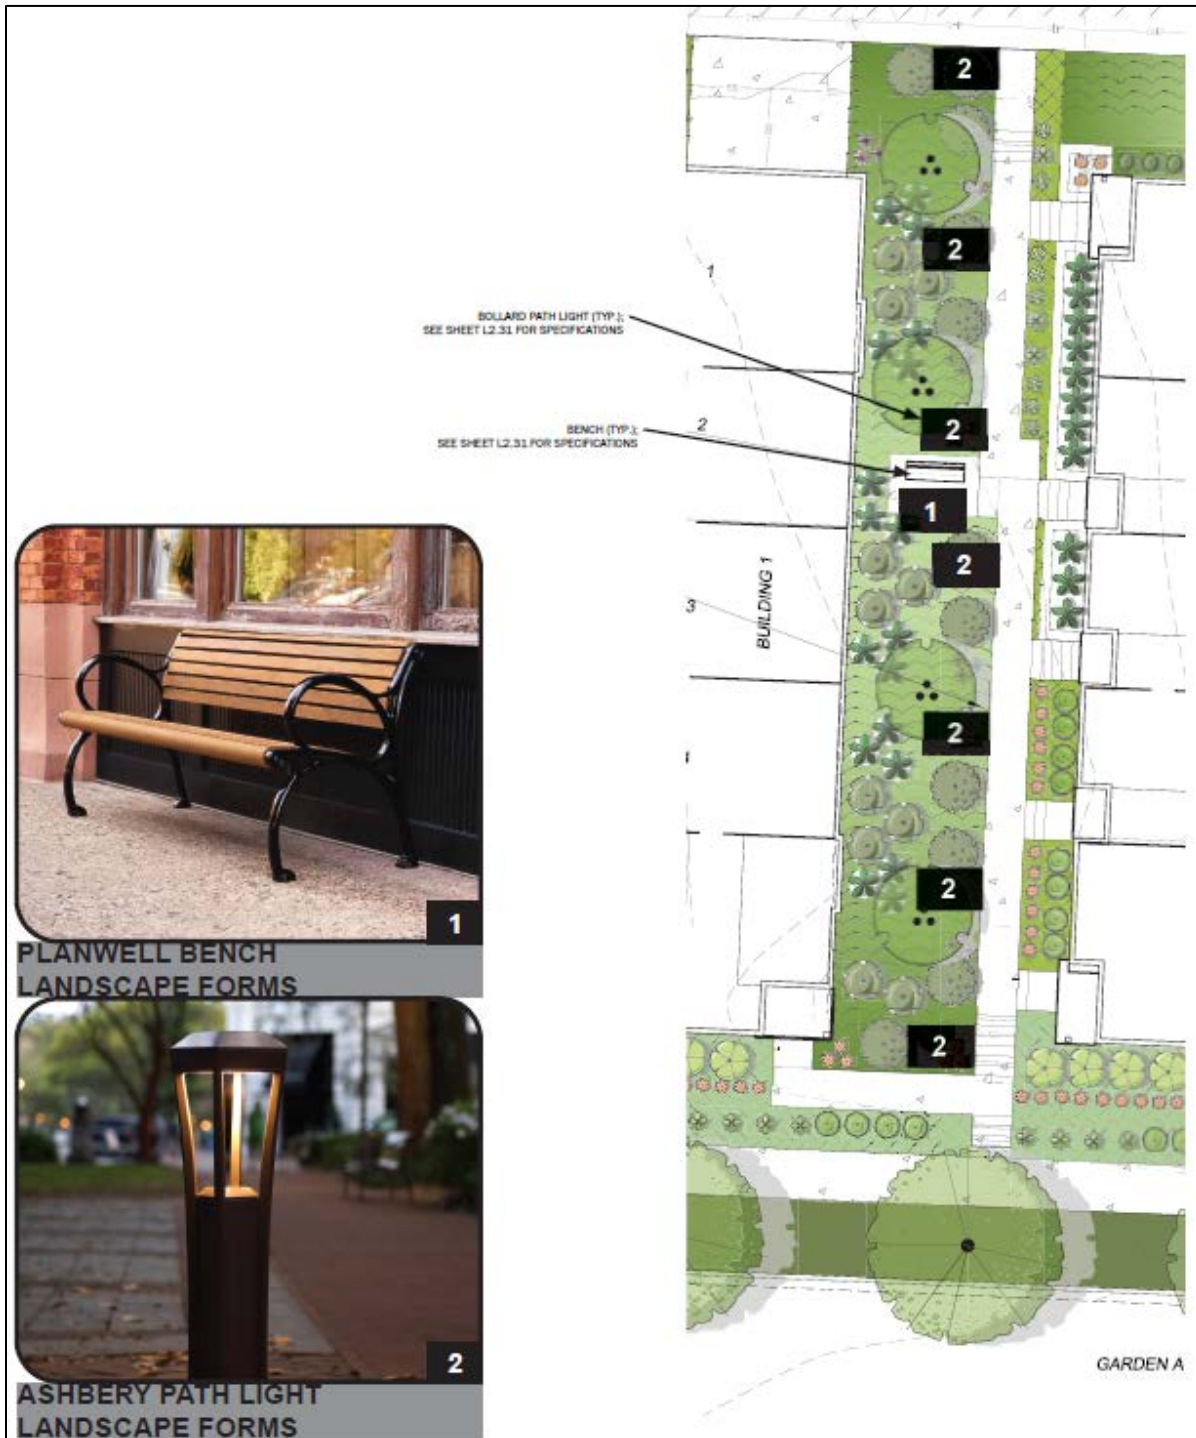 2
2
1
BOLLARD PATH LIGHT (TYP.);
SEE SHEET L2.31 FOR SPECIFICATIONS
2
2
BENCH (TYP.);
SEE SHEET L2.31 FOR SPECIFICATIONS
1
2
BUILDING 1
3
2
2
1
PLANWELL BENCH
LANDSCAPE FORMS
2
2
ASHBERY PATH LIGHT
LANDSCAPE FORMS
GARDEN A